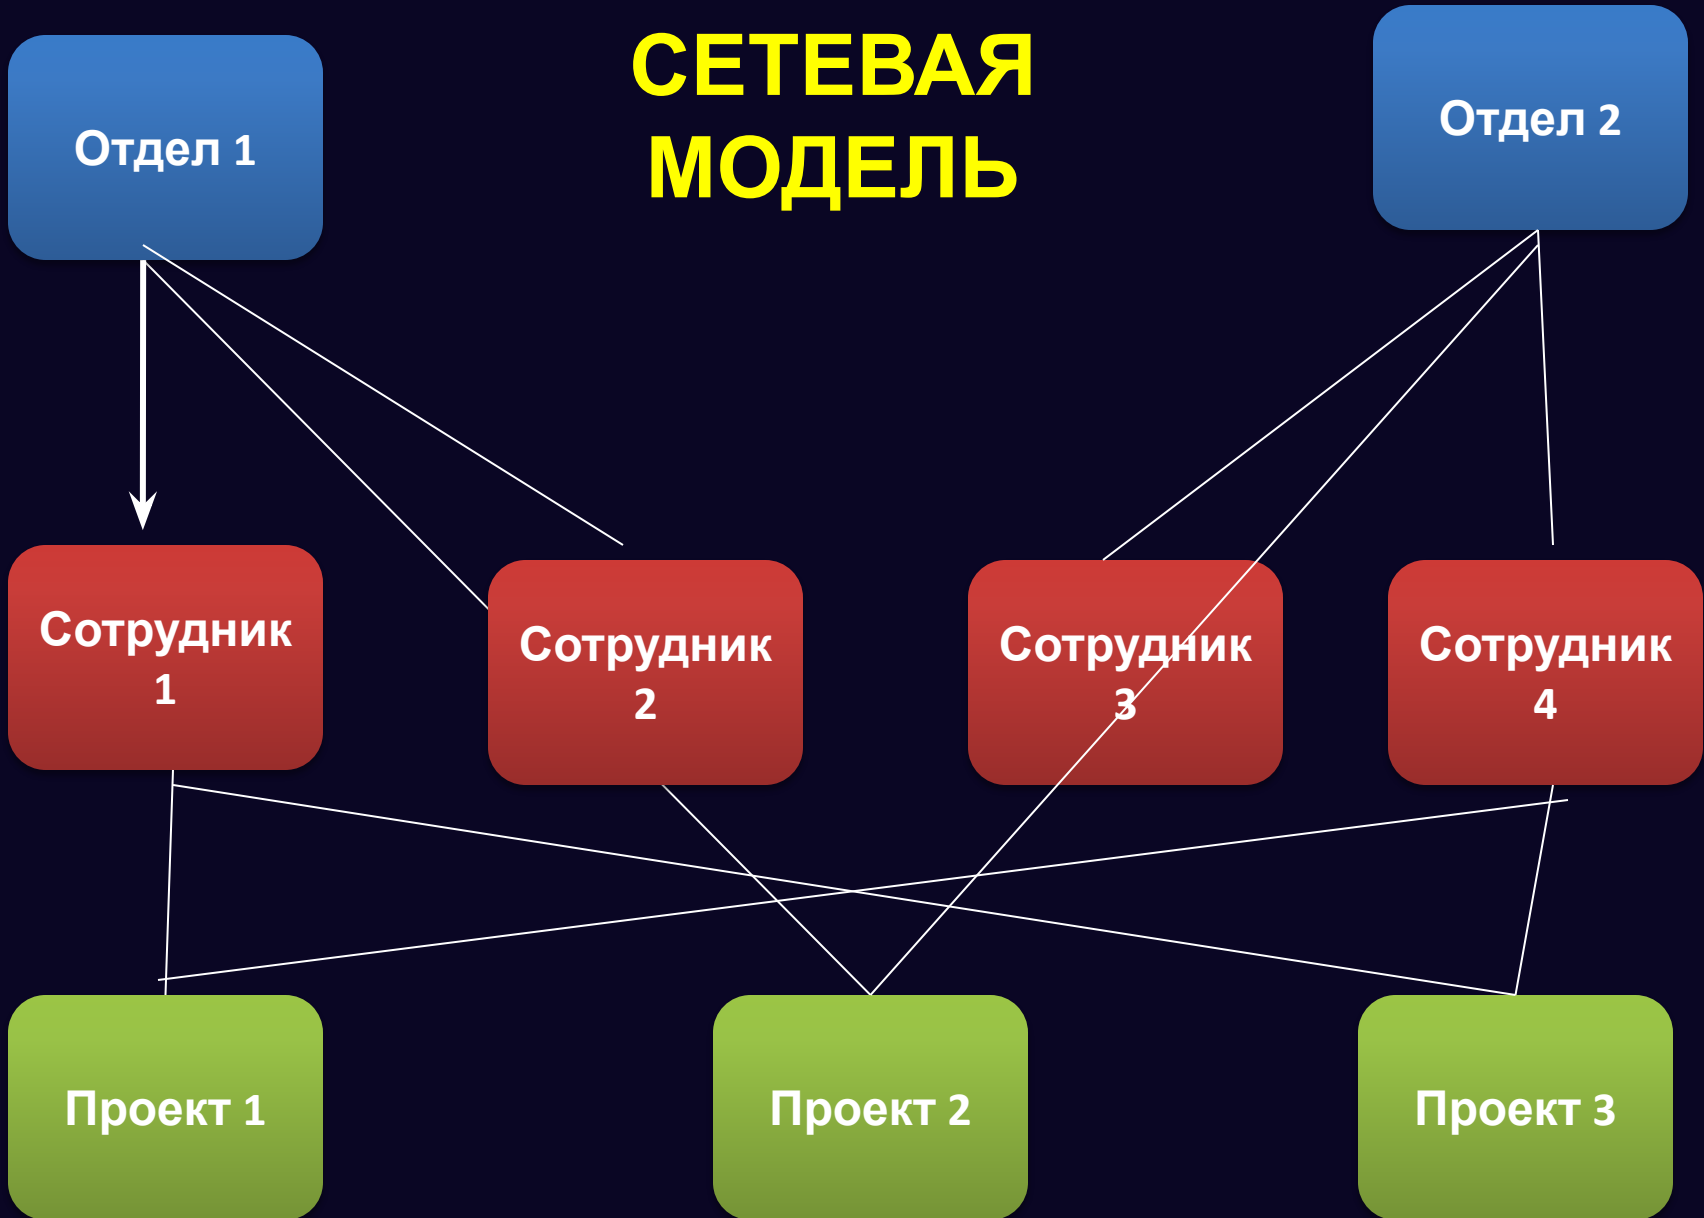 СЕТЕВАЯ
МОДЕЛЬ
Отдел 1
Отдел 2
Сотрудник
1
Сотрудник
2
Сотрудник
3
Сотрудник
4
Проект 1
Проект 2
Проект 3